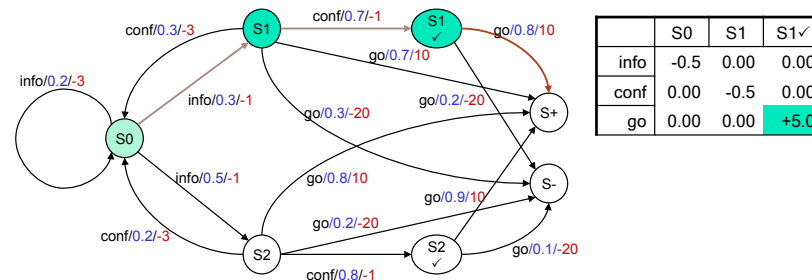 conf/0.7/-1
S1
S1
✓
conf/0.3/-3
go/0.8/10
go/0.7/10
info/0.2/-3
info/0.3/-1
go/0.2/-20
S+
go/0.3/-20
S0
info/0.5/-1
go/0.8/10
S-
go/0.9/10
go/0.2/-20
conf/0.2/-3
S2
S2
✓
go/0.1/-20
conf/0.8/-1
S0 S1 S1✓
info -0.5 0.00 0.00
conf 0.00 -0.5 0.00
go 0.00 0.00 +5.0